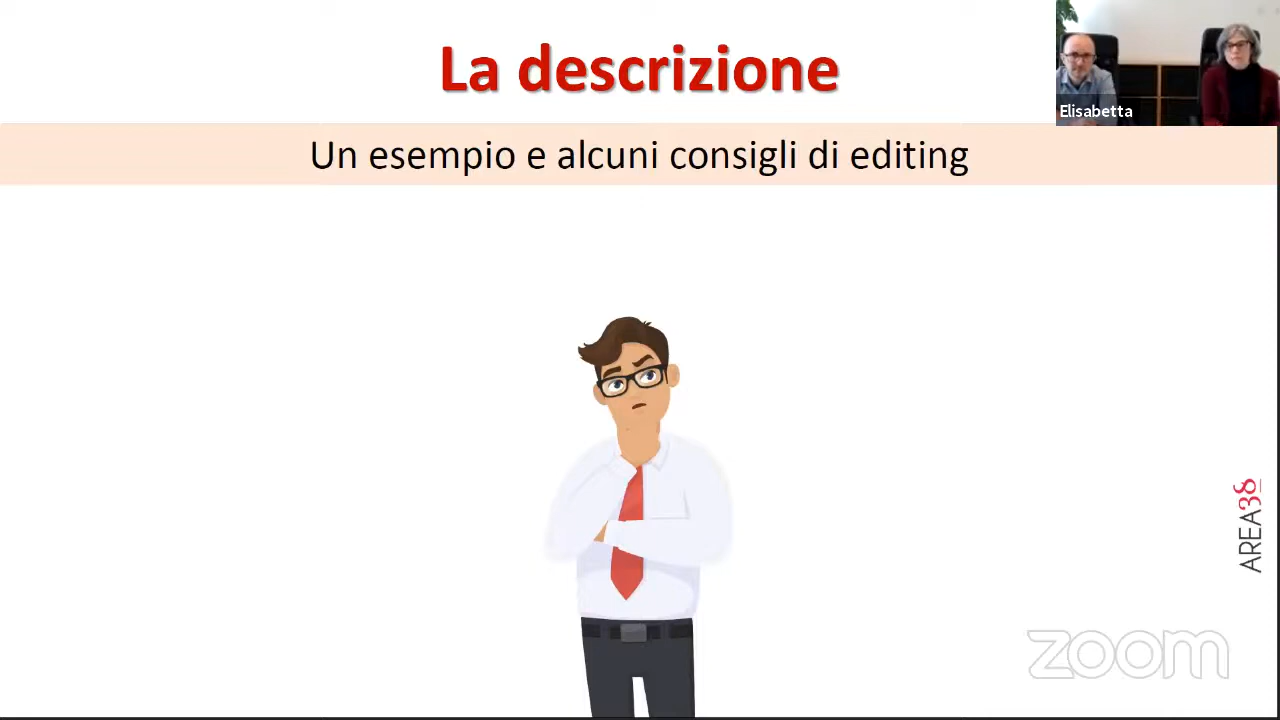 La descrizione
Elisabetta
Un esempio e alcuni consigli di editing
AREA38
zoom